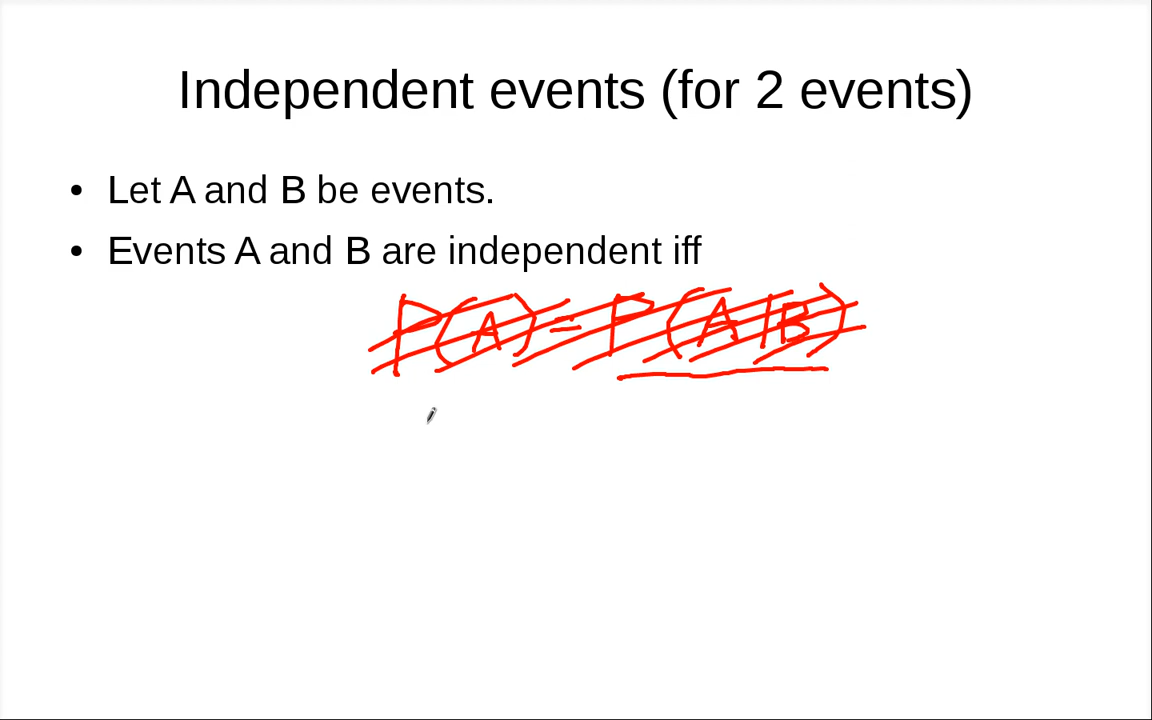 Independent events (for 2 events)
• Let A and B be events.
• Events A and B are independent iff
P(A) = P(A|B)